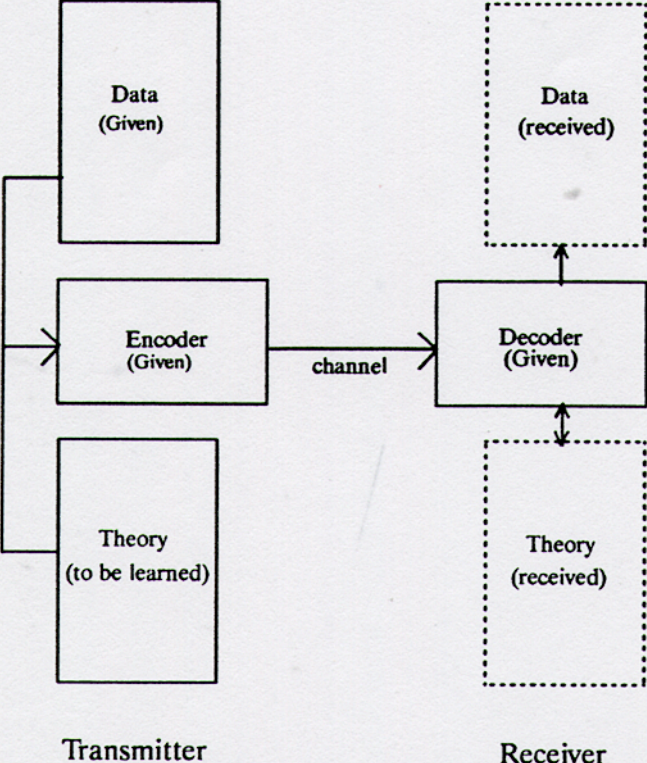 Data
(Given)
Data
(received)
Encoder
(Given)
channel
Decoder
(Given)
Theory
(to be learned)
Theory
(received)
Transmitter
Receiver